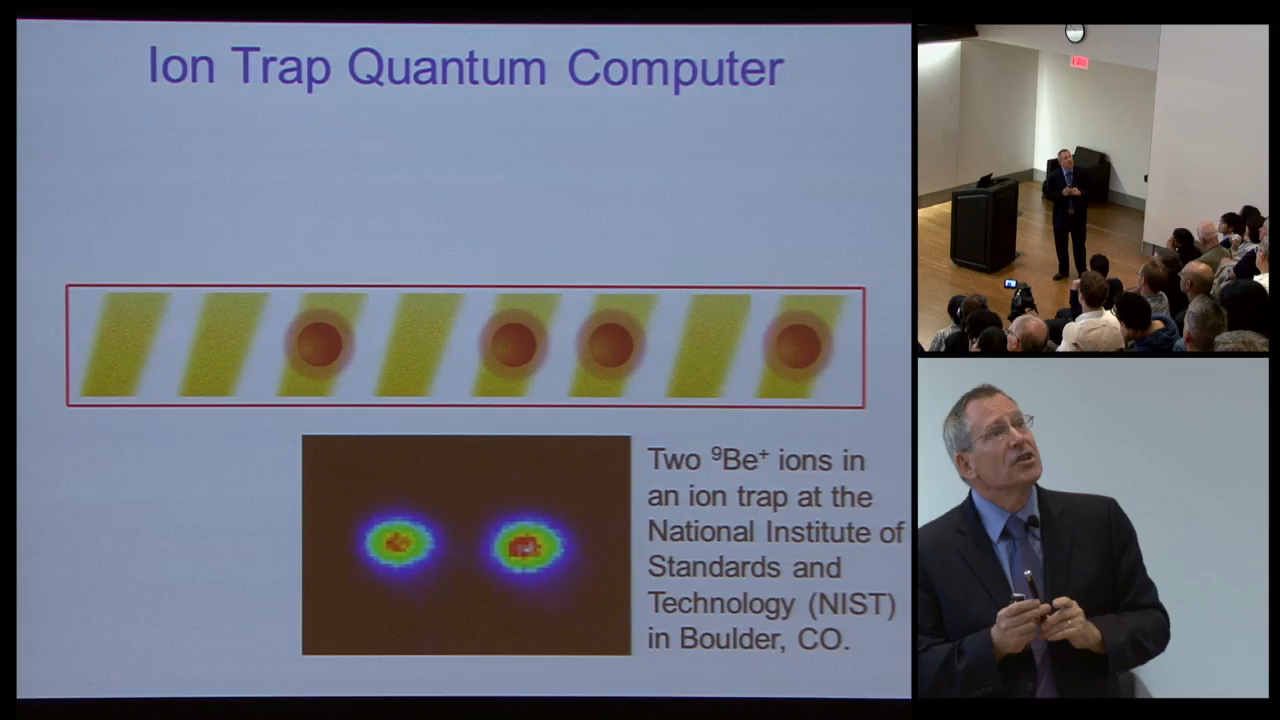 Ion Trap Quantum Computer
Two ⁹Be⁺ ions in
an ion trap at the
National Institute of
Standards and
Technology (NIST)
in Boulder, CO.
EXIT